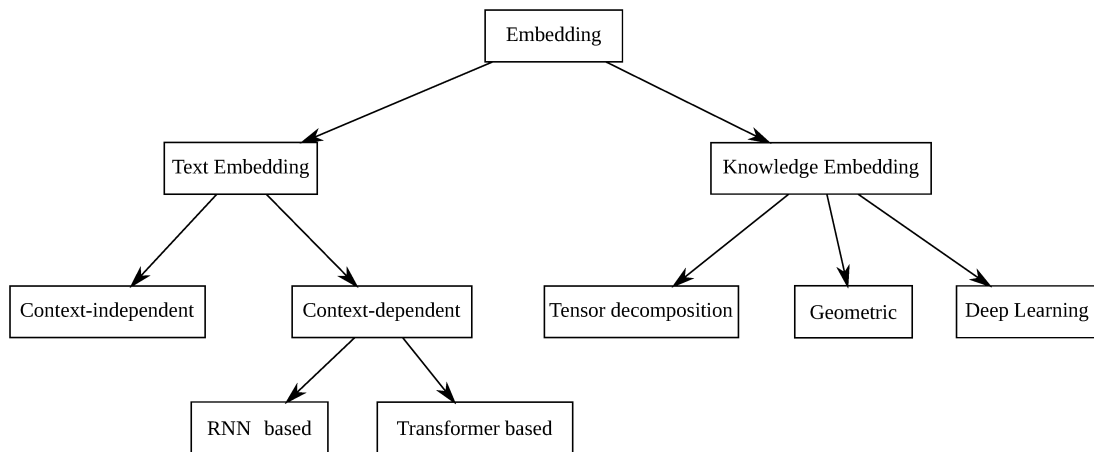 Embedding
Text Embedding
Knowledge Embedding
Context-independent
Context-dependent
Tensor decomposition
Geometric
Deep Learning
RNN based
Transformer based